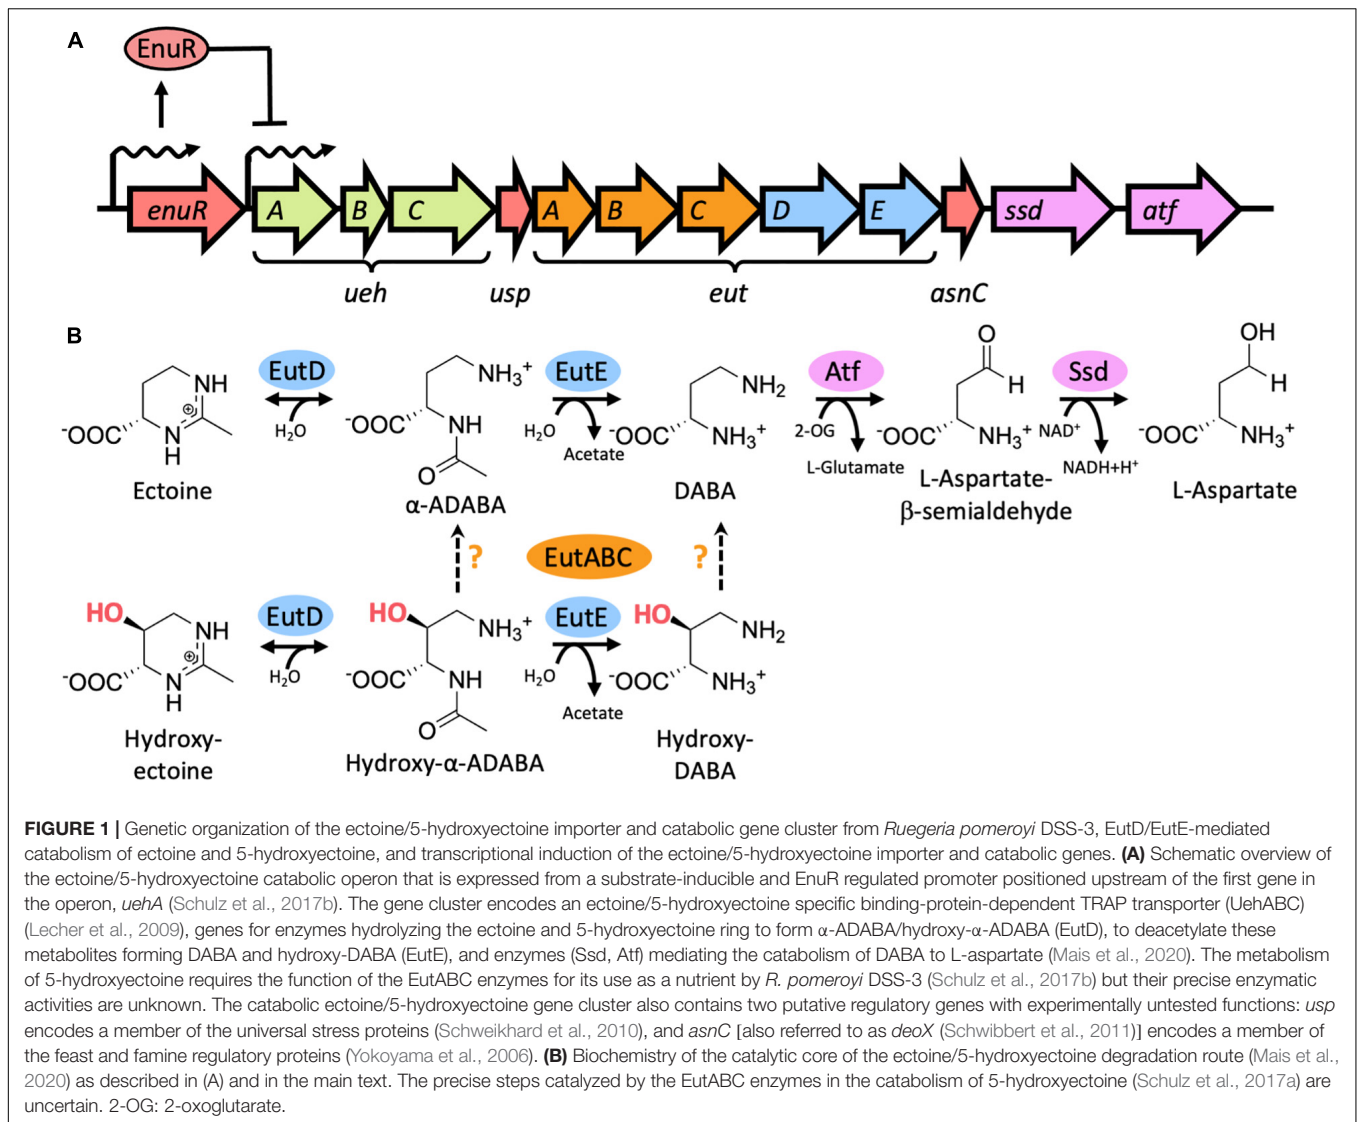 A
EnuR
enuR A B C A B C D E ssd atf
ueh usp eut asnC
B
EutD EutE Atf Ssd
O OH
NH NH₃⁺ NH₂ H H
⊕
⁻OOC N H H₂O ⁻OOC NH H₂O Acetate ⁻OOC NH₃⁺ 2-OG L-Glutamate ⁻OOC NH₃⁺ NAD⁺ NADH+H⁺ ⁻OOC NH₃⁺
O
Ectoine α-ADABA DABA L-Aspartate-
β-semialdehyde L-Aspartate
? EutABC ?
HO EutD HO EutE HO
NH NH₃⁺ NH₂
⊕
⁻OOC N H H₂O ⁻OOC NH H₂O Acetate ⁻OOC NH₃⁺
O
Hydroxy-
ectoine
Hydroxy-α-ADABA
Hydroxy-
DABA
FIGURE 1 | Genetic organization of the ectoine/5-hydroxyectoine importer and catabolic gene cluster from Ruegeria pomeroyi DSS-3, EutD/EutE-mediated
catabolism of ectoine and 5-hydroxyectoine, and transcriptional induction of the ectoine/5-hydroxyectoine importer and catabolic genes. (A) Schematic overview of
the ectoine/5-hydroxyectoine catabolic operon that is expressed from a substrate-inducible and EnuR regulated promoter positioned upstream of the first gene in
the operon, uehA (Schulz et al., 2017b). The gene cluster encodes an ectoine/5-hydroxyectoine specific binding-protein-dependent TRAP transporter (UehABC)
(Lecher et al., 2009), genes for enzymes hydrolyzing the ectoine and 5-hydroxyectoine ring to form α-ADABA/hydroxy-α-ADABA (EutD), to deacetylate these
metabolites forming DABA and hydroxy-DABA (EutE), and enzymes (Ssd, Atf) mediating the catabolism of DABA to L-aspartate (Mais et al., 2020). The metabolism
of 5-hydroxyectoine requires the function of the EutABC enzymes for its use as a nutrient by R. pomeroyi DSS-3 (Schulz et al., 2017b) but their precise enzymatic
activities are unknown. The catabolic ectoine/5-hydroxyectoine gene cluster also contains two putative regulatory genes with experimentally untested functions: usp
encodes a member of the universal stress proteins (Schweikhard et al., 2010), and asnC [also referred to as deoX (Schwibbert et al., 2011)] encodes a member of
the feast and famine regulatory proteins (Yokoyama et al., 2006). (B) Biochemistry of the catalytic core of the ectoine/5-hydroxyectoine degradation route (Mais et al.,
2020) as described in (A) and in the main text. The precise steps catalyzed by the EutABC enzymes in the catabolism of 5-hydroxyectoine (Schulz et al., 2017a) are
uncertain. 2-OG: 2-oxoglutarate.